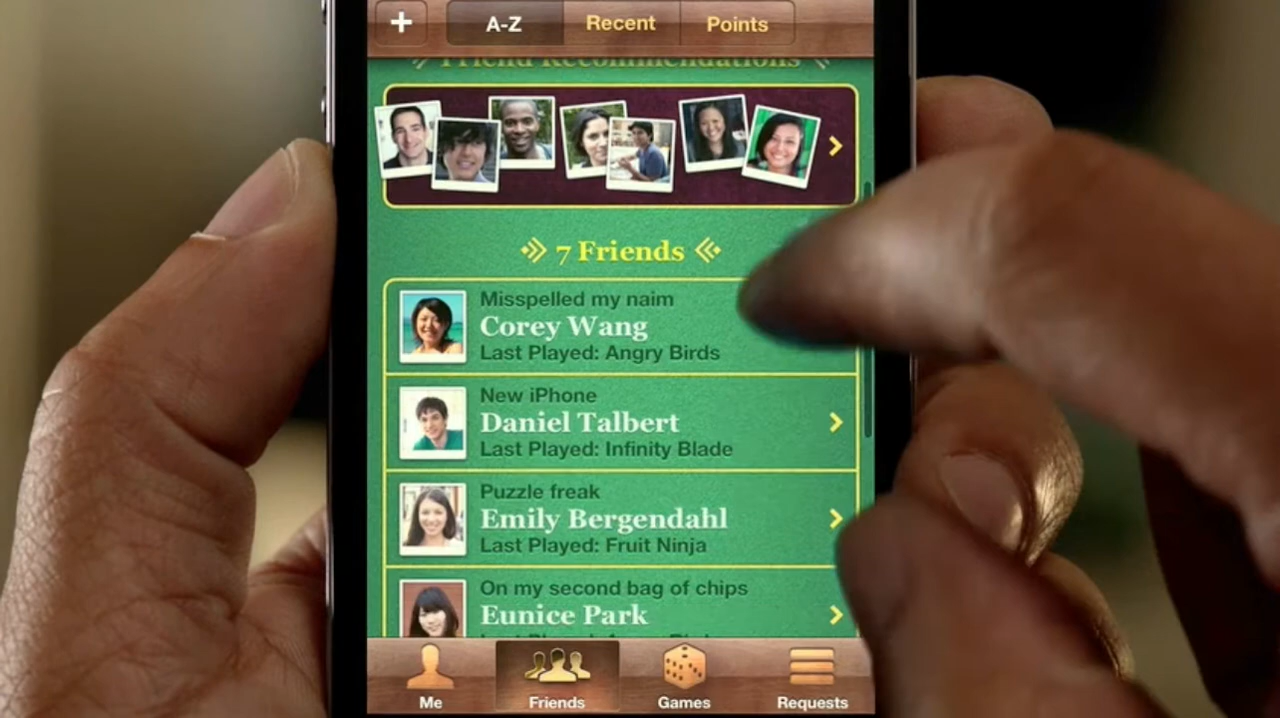 +
A-Z Recent Points
Friend Recommendations
7 Friends
Misspelled my naim
Corey Wang
Last Played: Angry Birds
New iPhone
Daniel Talbert
Last Played: Infinity Blade
Puzzle freak
Emily Bergendahl
Last Played: Fruit Ninja
On my second bag of chips
Eunice Park
Me Friends Games Requests